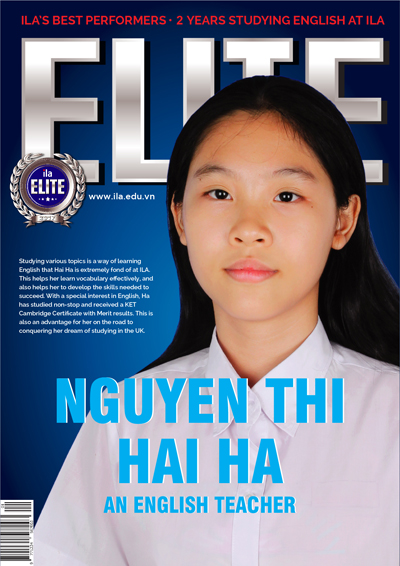 ILA'S BEST PERFORMERS • 2 YEARS STUDYING ENGLISH AT ILA
ELITE
ila
ELITE
www.ila.edu.vn
Studying various topics is a way of learning
English that Hai Ha is extremely fond of at ILA.
This helps her learn vocabulary effectively, and
also helps her to develop the skills needed to
succeed. With a special interest in English, Ha
has studied non-stop and received a KET
Cambridge Certificate with Merit results. This is
also an advantage for her on the road to
conquering her dream of studying in the UK.
NGUYEN THI
HAI HA
AN ENGLISH TEACHER